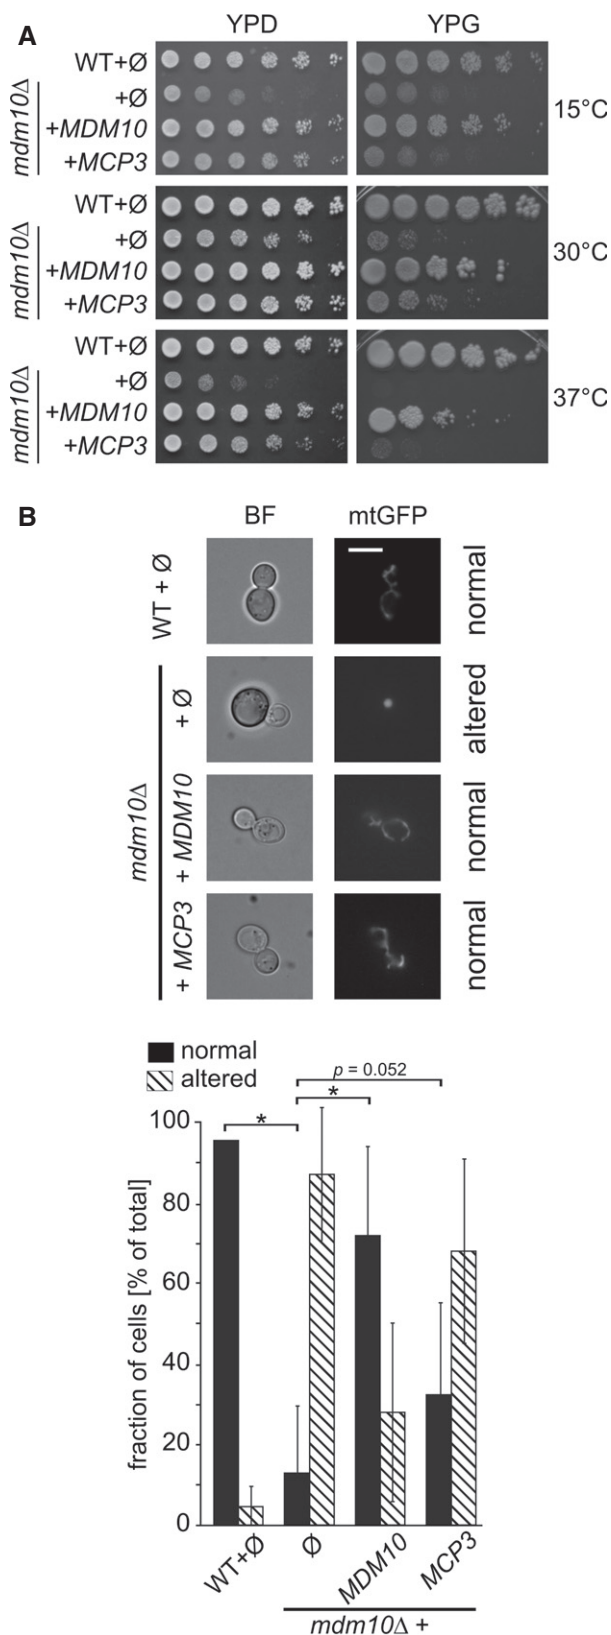 A
YPD YPG
WT+Ø
+Ø
+MDM10
+MCP3
mdm10Δ
15°C
WT+Ø
+Ø
+MDM10
+MCP3
mdm10Δ
30°C
WT+Ø
+Ø
+MDM10
+MCP3
mdm10Δ
37°C
B
BF mtGFP
WT + Ø
normal
+ Ø
altered
mdm10Δ
+ MDM10
normal
+ MCP3
normal
normal
altered
p = 0.052
*
*
fraction of cells [% of total]
100
80
60
40
20
0
WT+Ø Ø MDM10 MCP3
mdm10Δ +